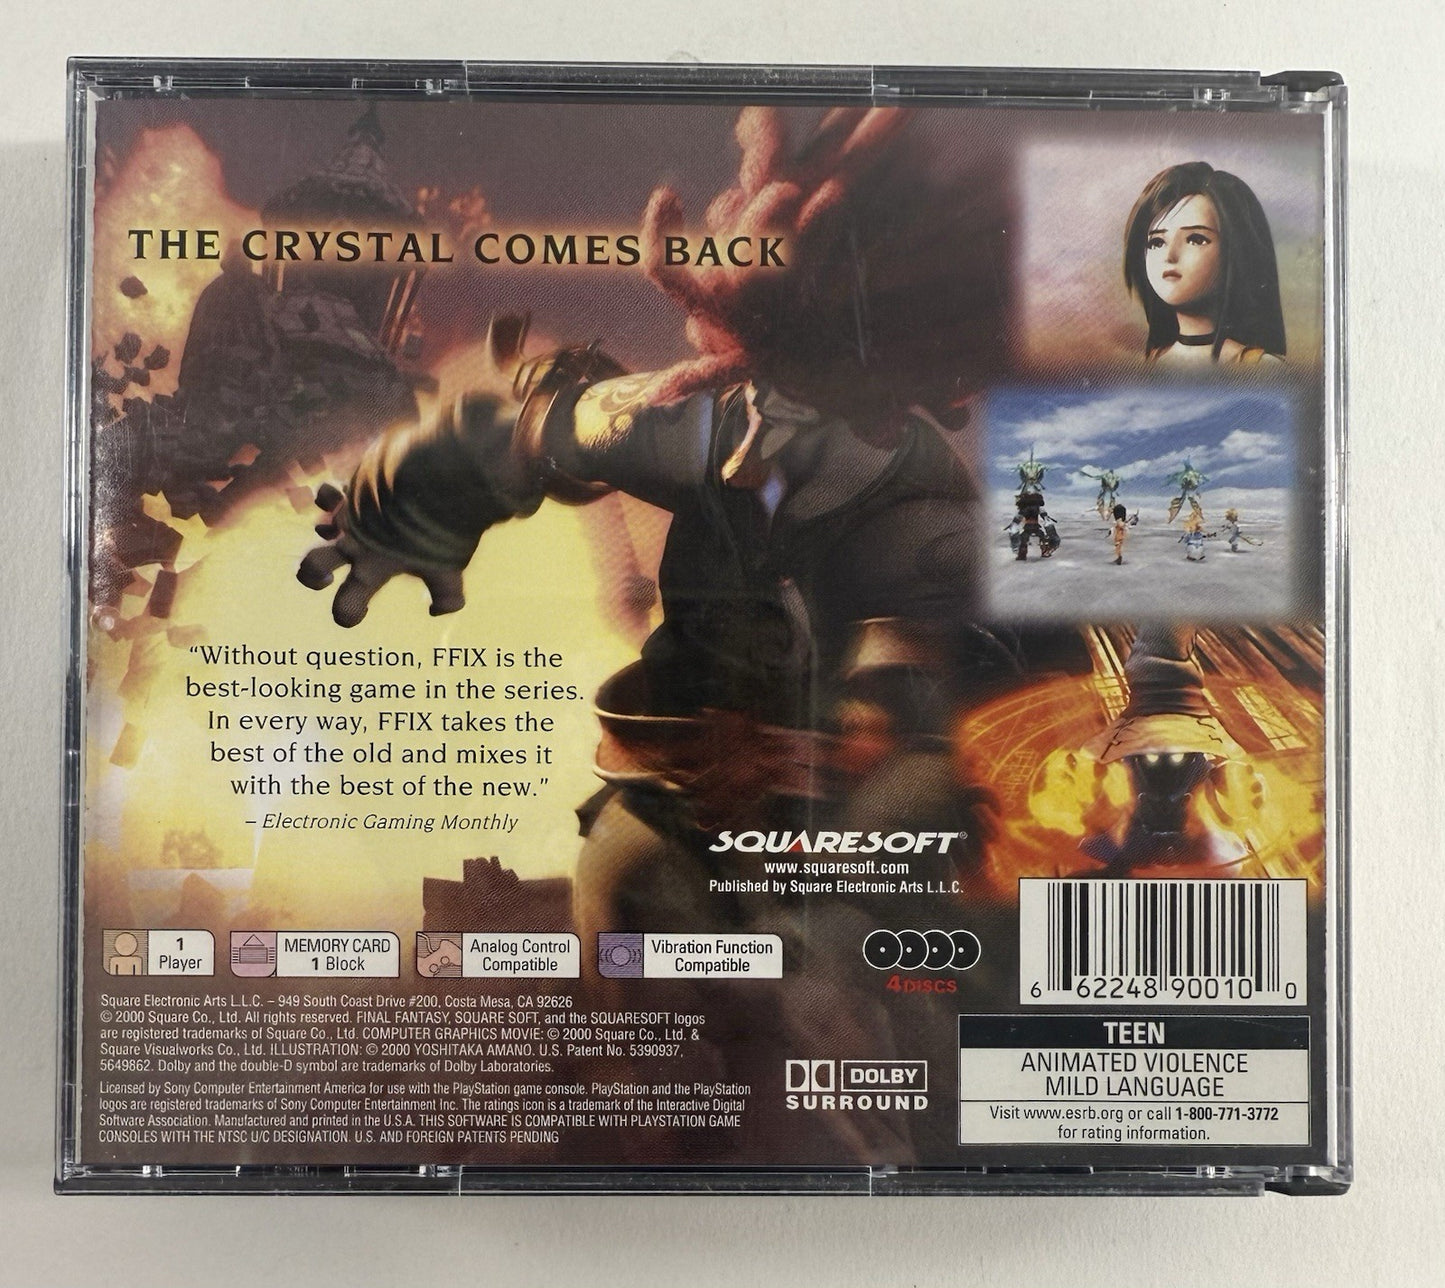 THE CRYSTAL COMES BACK
“Without question, FFIX is the
best-looking game in the series.
In every way, FFIX takes the
best of the old and mixes it
with the best of the new.”
– Electronic Gaming Monthly
SQUARESOFT®
www.squaresoft.com
Published by Square Electronic Arts L.L.C.
1
Player
MEMORY CARD
1 Block
Analog Control
Compatible
Vibration Function
Compatible
4 DISCS
6 62248 90010 0
Square Electronic Arts L.L.C. – 949 South Coast Drive #200, Costa Mesa, CA 92626
© 2000 Square Co., Ltd. All rights reserved. FINAL FANTASY, SQUARE SOFT, and the SQUARESOFT logos
are registered trademarks of Square Co., Ltd. COMPUTER GRAPHICS MOVIE: © 2000 Square Co., Ltd. &
Square Visualworks Co., Ltd. ILLUSTRATION: © 2000 YOSHITAKA AMANO. U.S. Patent No. 5390937,
5649862. Dolby and the double-D symbol are trademarks of Dolby Laboratories.
Licensed by Sony Computer Entertainment America for use with the PlayStation game console. PlayStation and the PlayStation
logos are registered trademarks of Sony Computer Entertainment Inc. The ratings icon is a trademark of the Interactive Digital
Software Association. Manufactured and printed in the U.S.A. THIS SOFTWARE IS COMPATIBLE WITH PLAYSTATION GAME
CONSOLES WITH THE NTSC U/C DESIGNATION. U.S. AND FOREIGN PATENTS PENDING
DOLBY
SURROUND
TEEN
ANIMATED VIOLENCE
MILD LANGUAGE
Visit www.esrb.org or call 1-800-771-3772
for rating information.